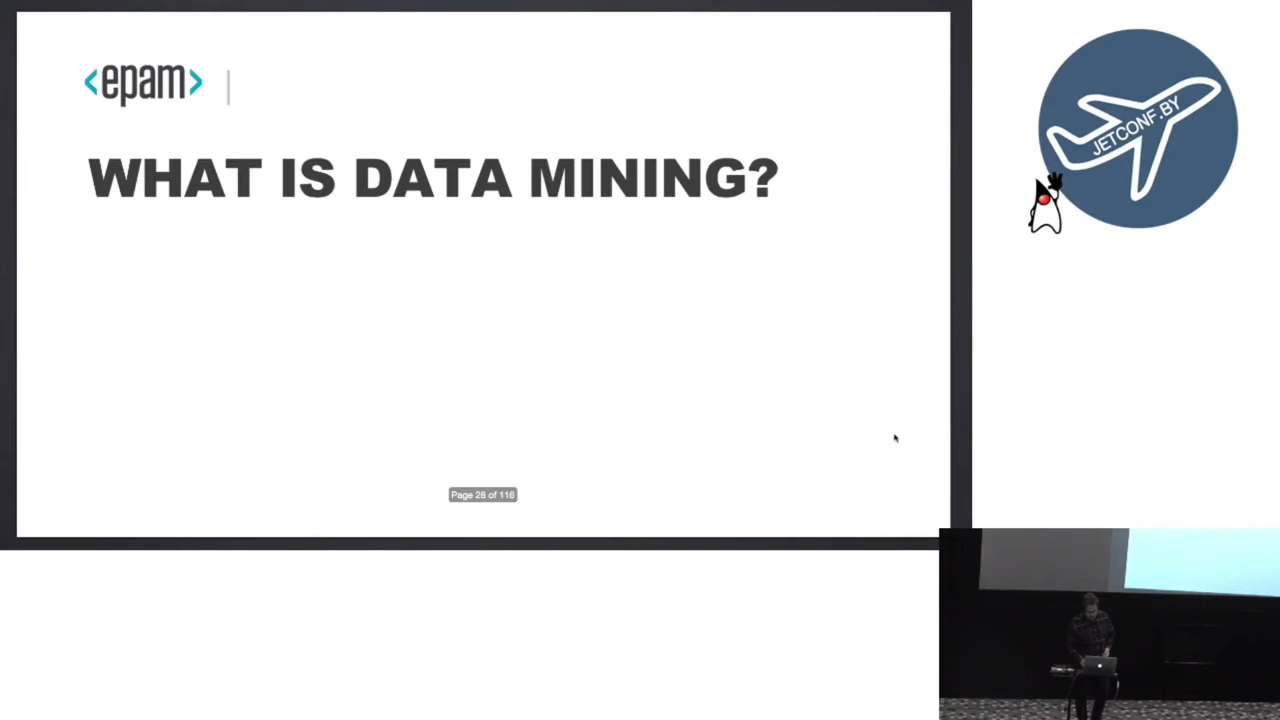 <epam>
WHAT IS DATA MINING?
Page 28 of 116
JETCONF.BY